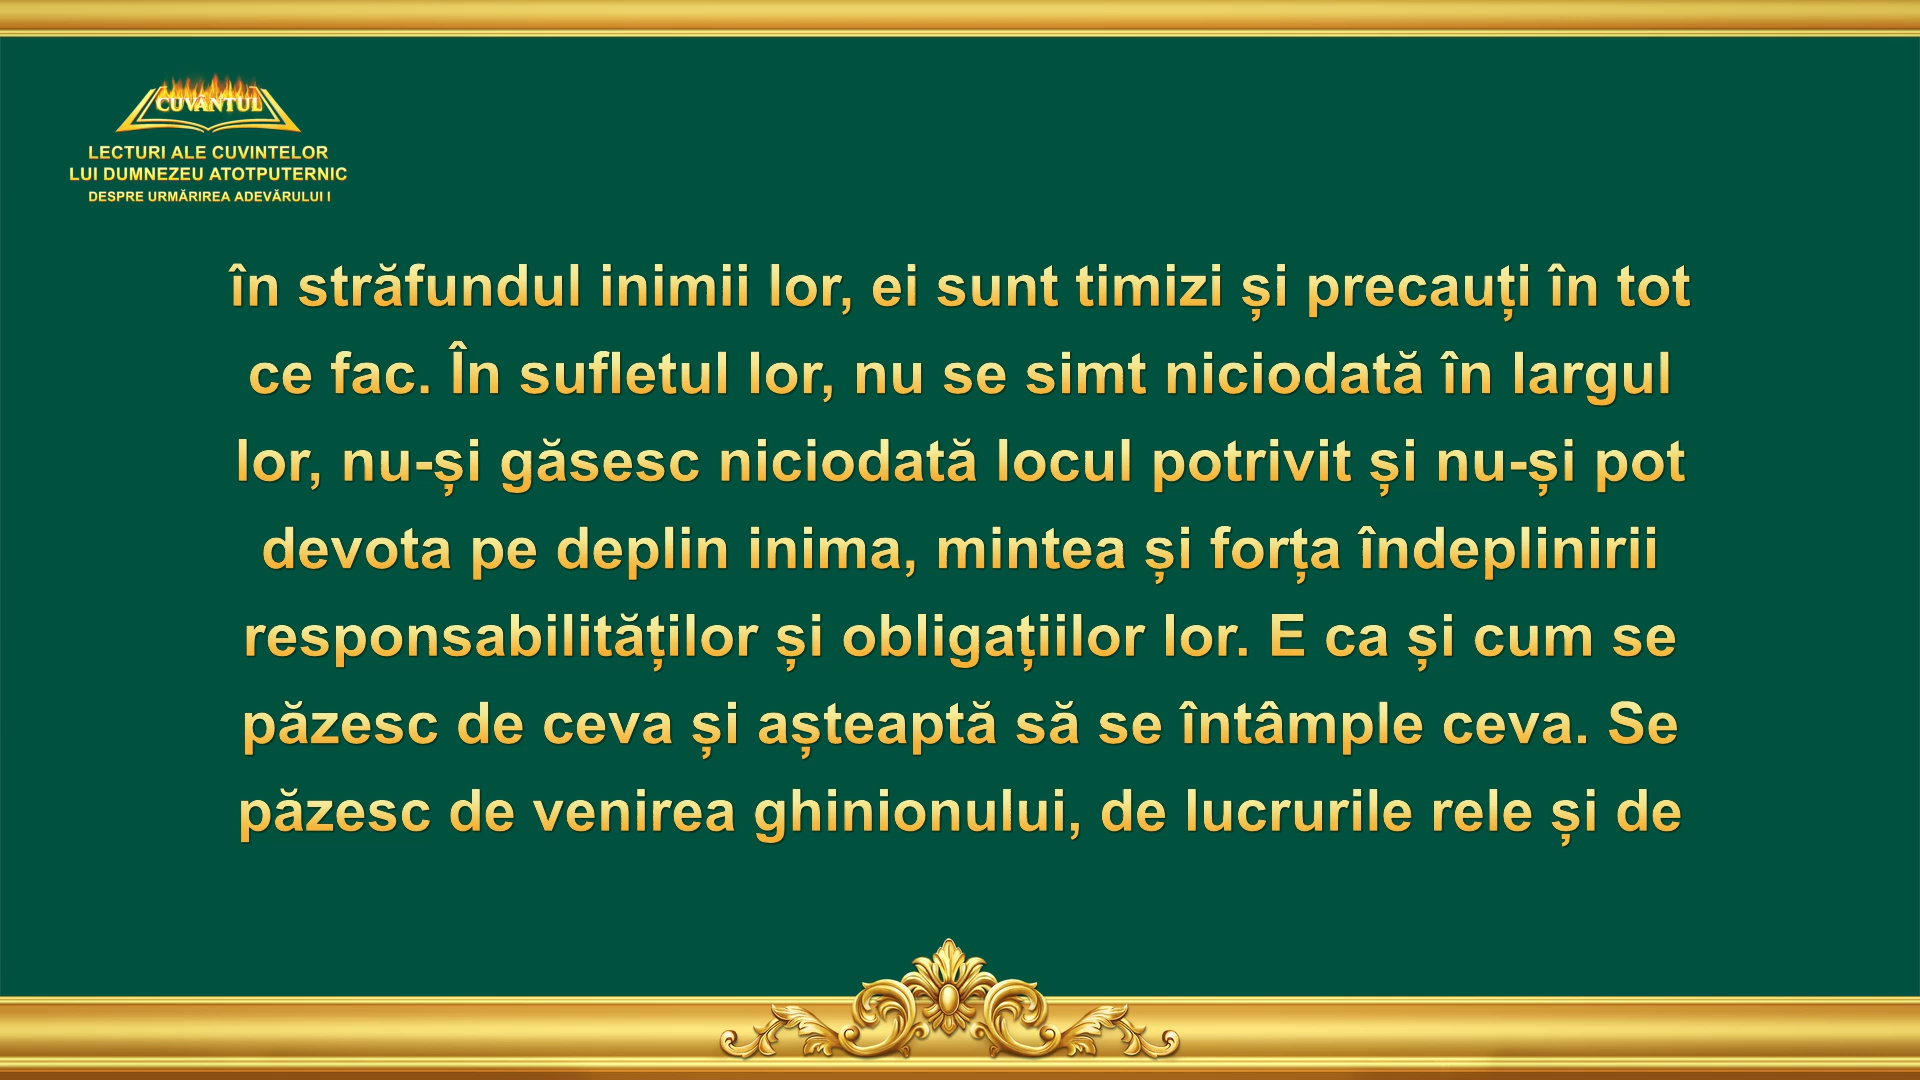 CUVÂNTUL
LECTURI ALE CUVINTELOR
LUI DUMNEZEU ATOTPUTERNIC
DESPRE URMĂRIREA ADEVĂRULUI I
în străfundul inimii lor, ei sunt timizi și precauți în tot
ce fac. În sufletul lor, nu se simt niciodată în largul
lor, nu-și găsesc niciodată locul potrivit și nu-și pot
devota pe deplin inima, mintea și forța îndeplinirii
responsabilităților și obligațiilor lor. E ca și cum se
păzesc de ceva și așteaptă să se întâmple ceva. Se
păzesc de venirea ghinionului, de lucrurile rele și de